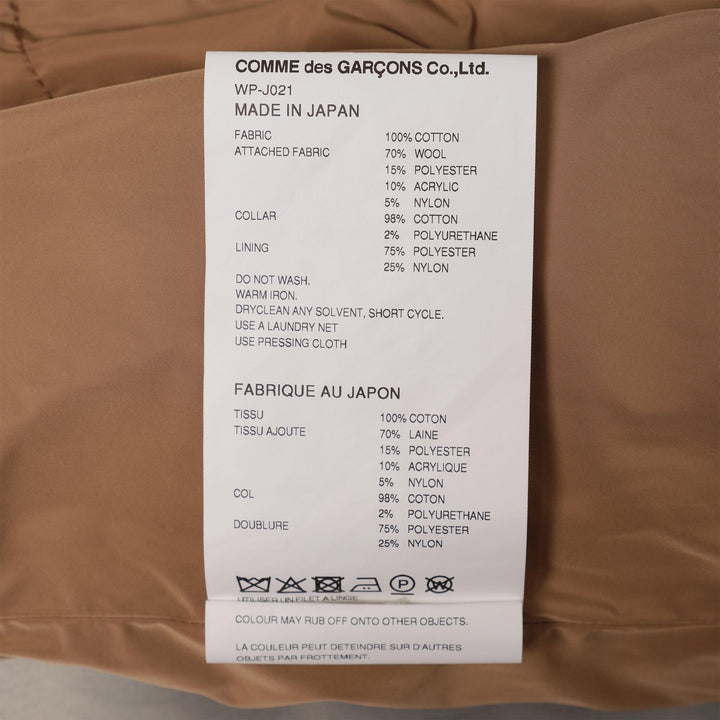 COMME des GARÇONS Co.,Ltd.
WP-J021
MADE IN JAPAN
FABRIC 100% COTTON
ATTACHED FABRIC 70% WOOL
15% POLYESTER
10% ACRYLIC
5% NYLON
COLLAR 98% COTTON
2% POLYURETHANE
LINING 75% POLYESTER
25% NYLON
DO NOT WASH.
WARM IRON.
DRYCLEAN ANY SOLVENT, SHORT CYCLE.
USE A LAUNDRY NET
USE PRESSING CLOTH
FABRIQUE AU JAPON
TISSU 100% COTON
TISSU AJOUTE 70% LAINE
15% POLYESTER
10% ACRYLIQUE
5% NYLON
COL 98% COTON
2% POLYURETHANE
DOUBLURE 75% POLYESTER
25% NYLON
P W
UTILISER UN FILET A LINGE
COLOUR MAY RUB OFF ONTO OTHER OBJECTS.
LA COULEUR PEUT DETEINDRE SUR D'AUTRES
OBJETS PAR FROTTEMENT.